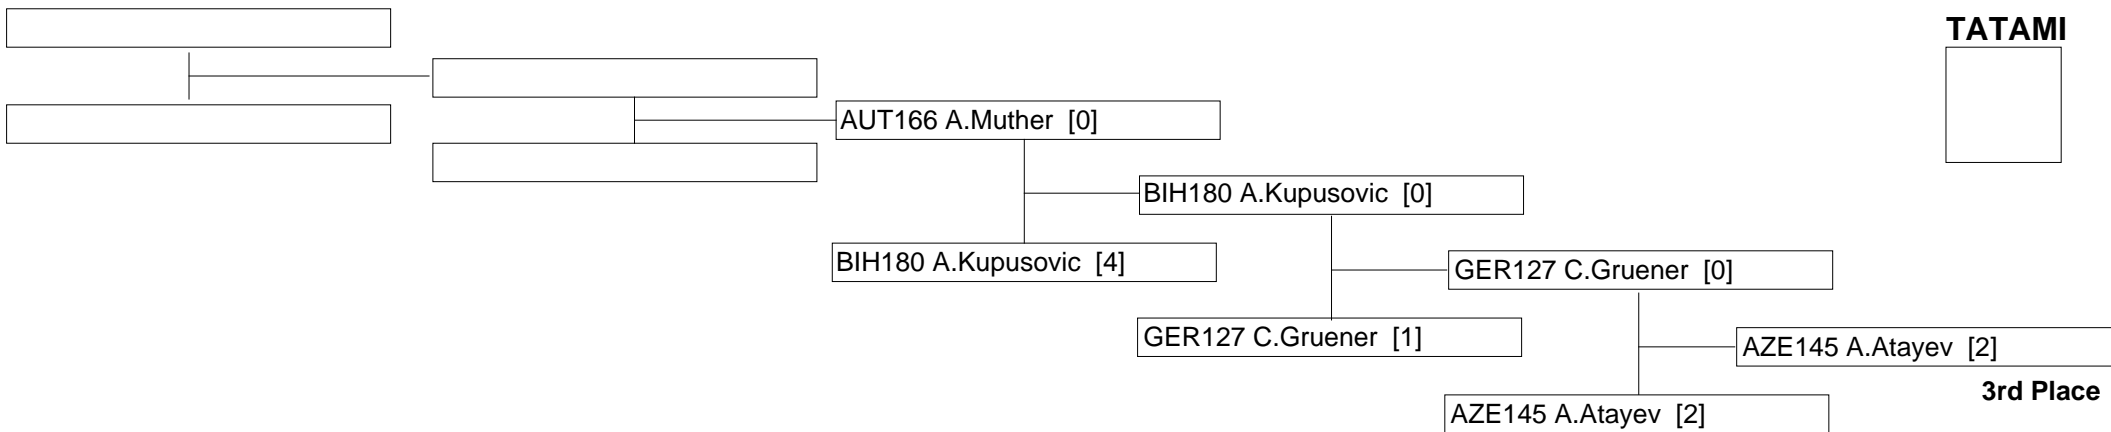 TATAMI
AUT166 A.Muther [0]
BIH180 A.Kupusovic [0]
BIH180 A.Kupusovic [4]
GER127 C.Gruener [0]
GER127 C.Gruener [1]
AZE145 A.Atayev [2]
3rd Place
AZE145 A.Atayev [2]